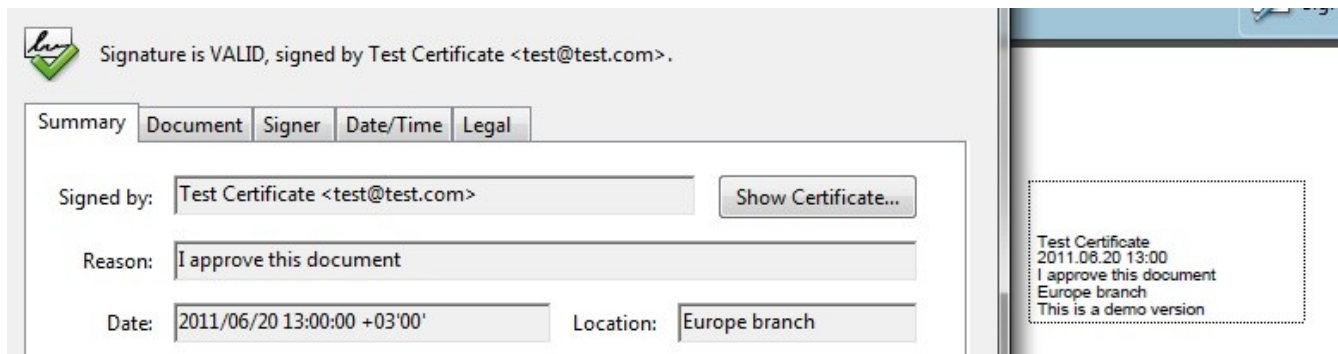 Signature is VALID, signed by Test Certificate <test@test.com>.
Summary Document Signer Date/Time Legal
Signed by: Test Certificate <test@test.com> Show Certificate...
Reason: I approve this document
Date: 2011/06/20 13:00:00 +03'00' Location: Europe branch
Test Certificate
2011.06.20 13:00
I approve this document
Europe branch
This is a demo version